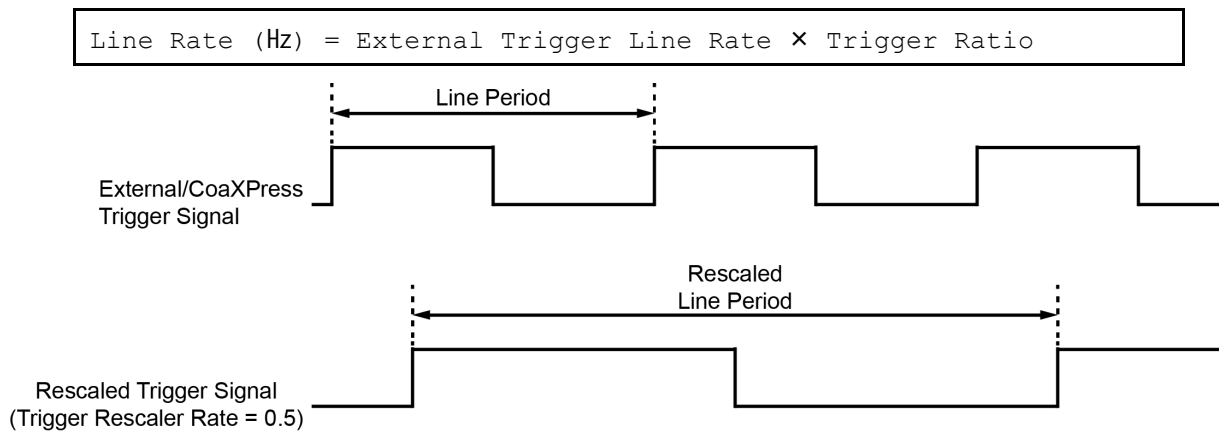 Line Rate (Hz) = External Trigger Line Rate × Trigger Ratio
Line Period
External/CoaXPress
Trigger Signal
Rescaled
Line Period
Rescaled Trigger Signal
(Trigger Rescaler Rate = 0.5)